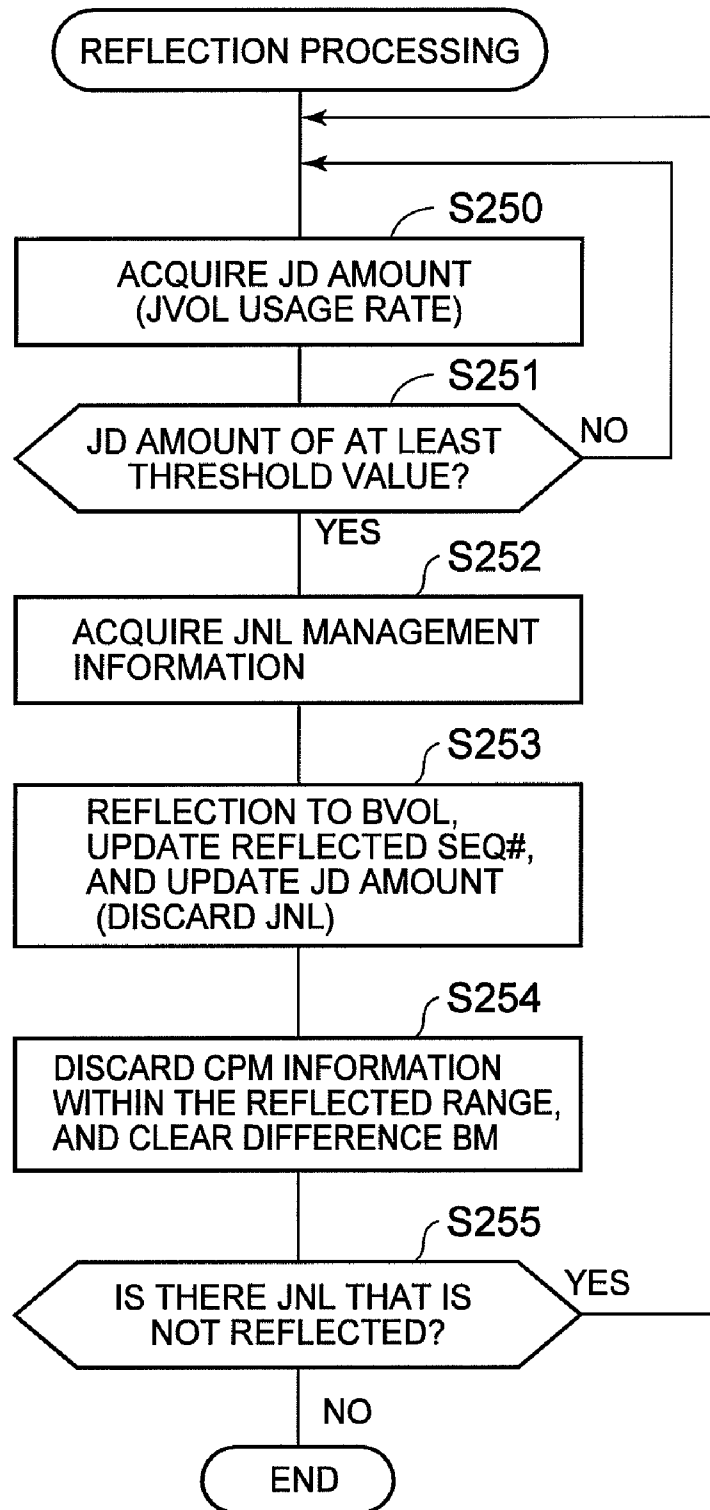 REFLECTION PROCESSING
S250
ACQUIRE JD AMOUNT
(JVOL USAGE RATE)
S251
JD AMOUNT OF AT LEAST
THRESHOLD VALUE?
NO
YES
S252
ACQUIRE JNL MANAGEMENT
INFORMATION
S253
REFLECTION TO BVOL,
UPDATE REFLECTED SEQ#,
AND UPDATE JD AMOUNT
(DISCARD JNL)
S254
DISCARD CPM INFORMATION
WITHIN THE REFLECTED RANGE,
AND CLEAR DIFFERENCE BM
S255
IS THERE JNL THAT IS
NOT REFLECTED?
YES
NO
END